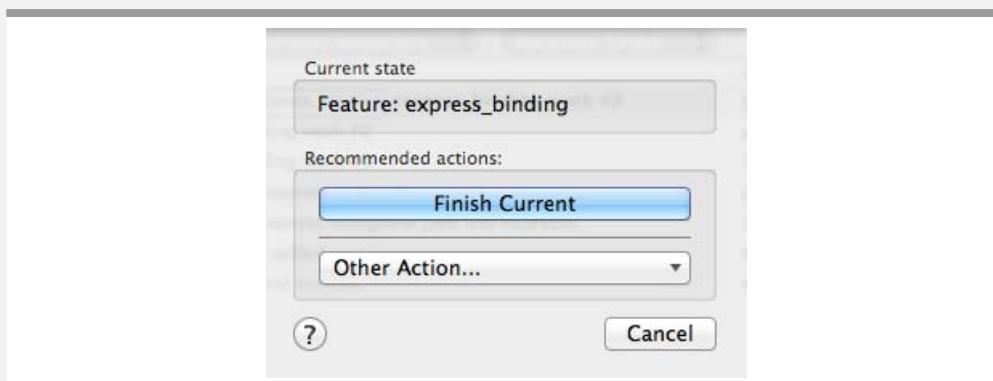 Current state
Feature: express_binding
Recommended actions:
Finish Current
Other Action...
?
Cancel